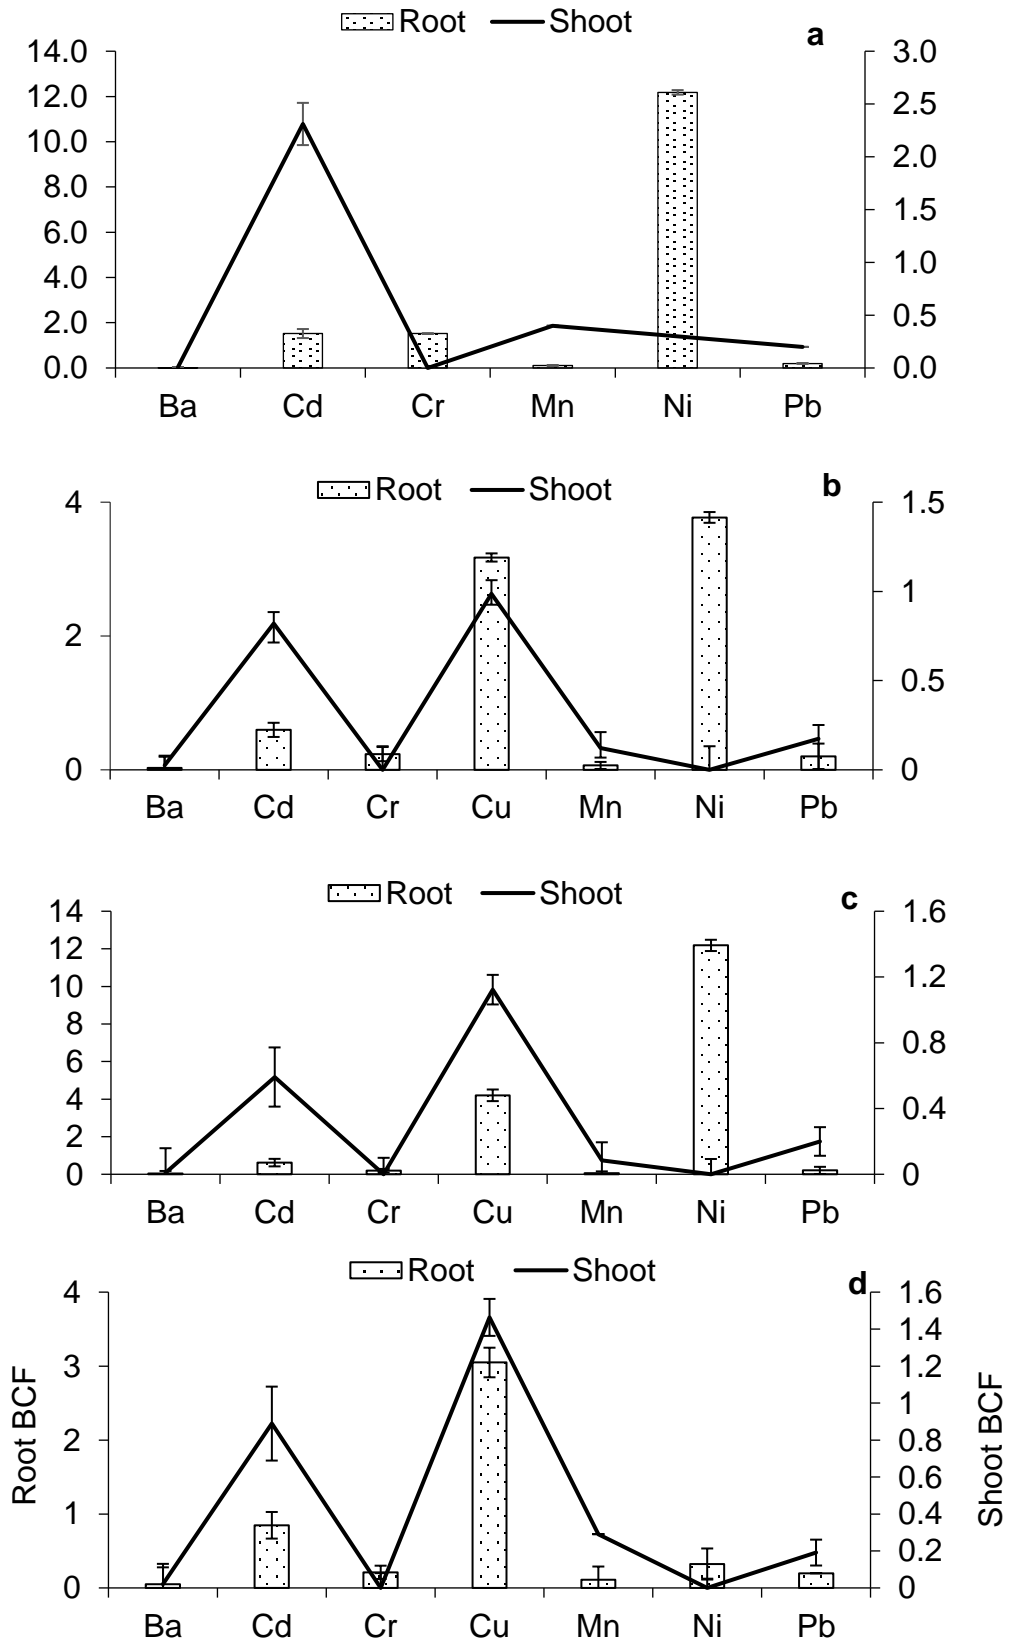 Root Shoot
a
14.0 3.0
12.0 2.5
10.0 2.0
8.0 1.5
6.0 1.0
4.0 0.5
2.0 0.0
0.0
Ba Cd Cr Mn Ni Pb
Root Shoot
b
4 1.5
2 1
0 0.5
0
Ba Cd Cr Cu Mn Ni Pb
Root Shoot
c
14 1.6
12 1.2
10 0.8
8 0.4
6 0
4
2
0
Ba Cd Cr Cu Mn Ni Pb
Root Shoot
d
Root BCF
4 1.6
3 1.4
2 1.2
1 1
0 0.8
0.6
0.4
0.2
0
Shoot BCF
Ba Cd Cr Cu Mn Ni Pb